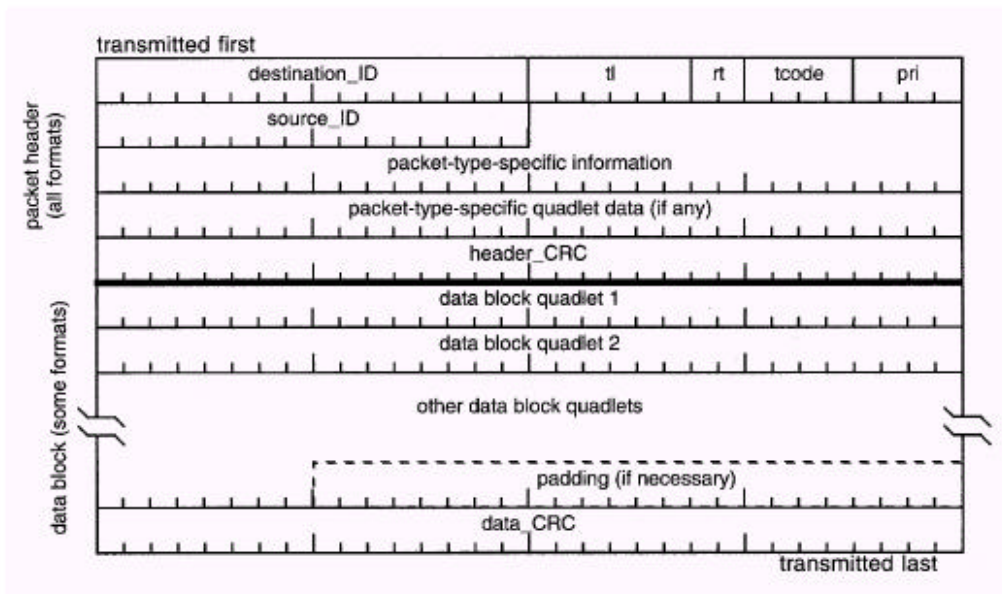 transmitted first
destination_ID tl rt tcode pri
source_ID
packet-type-specific information
packet-type-specific quadlet data (if any)
header_CRC
packet header
(all formats)
data block quadlet 1
data block quadlet 2
other data block quadlets
padding (if necessary)
data_CRC
data block (some formats)
transmitted last